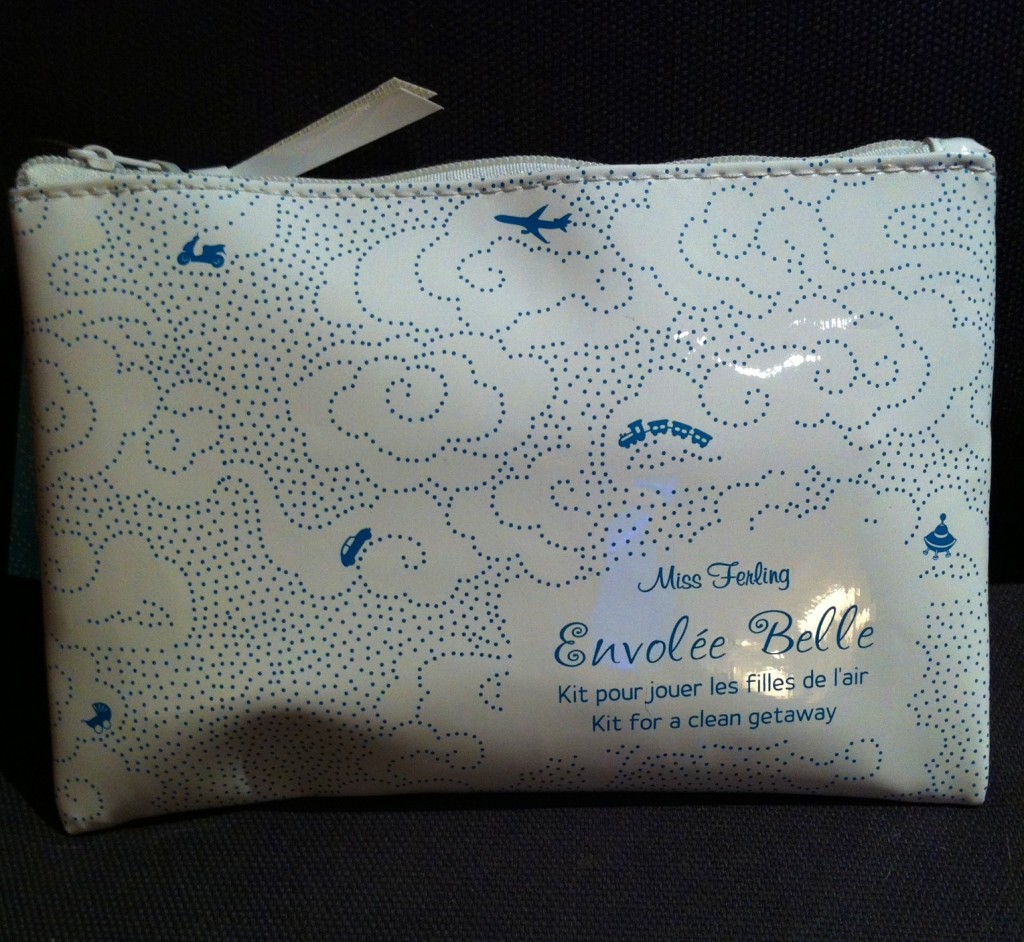 Miss Ferling
Envolée Belle
Kit pour jouer les filles de l'air
Kit for a clean getaway